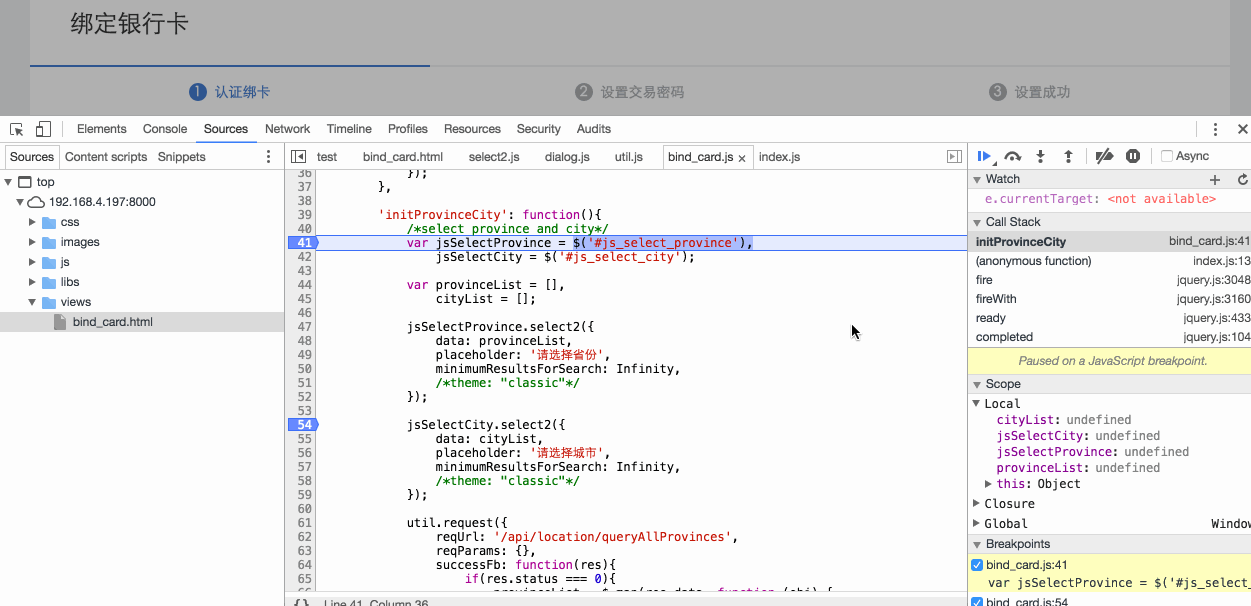 绑定银行卡
1 认证绑卡 2 设置交易密码 3 设置成功
Elements Console Sources Network Timeline Profiles Resources Security Audits
Sources Content scripts Snippets
test bind_card.html select2.js dialog.js util.js bind_card.js × index.js
Async
top
192.168.4.197:8000
css
images
js
libs
views
bind_card.html
36 });
37 },
38
39 'initProvinceCity': function(){
40 /*select province and city*/
41 var jsSelectProvince = $('#js_select_province'),
42 jsSelectCity = $('#js_select_city');
43
44 var provinceList = [],
45 cityList = [];
46
47 jsSelectProvince.select2({
48 data: provinceList,
49 placeholder: '请选择省份',
50 minimumResultsForSearch: Infinity,
51 /*theme: "classic"*/
52 });
53
54 jsSelectCity.select2({
55 data: cityList,
56 placeholder: '请选择城市',
57 minimumResultsForSearch: Infinity,
58 /*theme: "classic"*/
59 });
60
61 util.request({
62 reqUrl: '/api/location/queryAllProvinces',
63 reqParams: {},
64 successFb: function(res){
65 if(res.status === 0){
{} Line 41, Column 36
Watch
e.currentTarget: <not available>
Call Stack
initProvinceCity bind_card.js:41
(anonymous function) index.js:13
fire jquery.js:3048
fireWith jquery.js:3160
ready jquery.js:433
completed jquery.js:104
Paused on a JavaScript breakpoint.
Scope
Local
cityList: undefined
jsSelectCity: undefined
jsSelectProvince: undefined
provinceList: undefined
this: Object
Closure
Global Window
Breakpoints
bind_card.js:41
var jsSelectProvince = $('#js_select_
bind_card.js:54